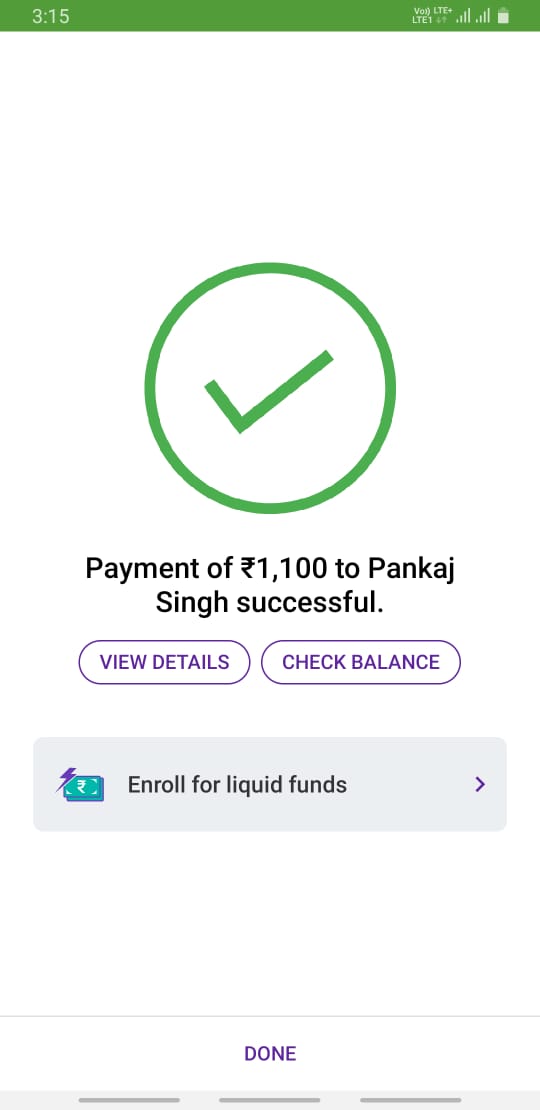 3:15
Vo)) LTE+
LTE1 ↓↑
Payment of ₹1,100 to Pankaj
Singh successful.
VIEW DETAILS
CHECK BALANCE
₹
Enroll for liquid funds
DONE